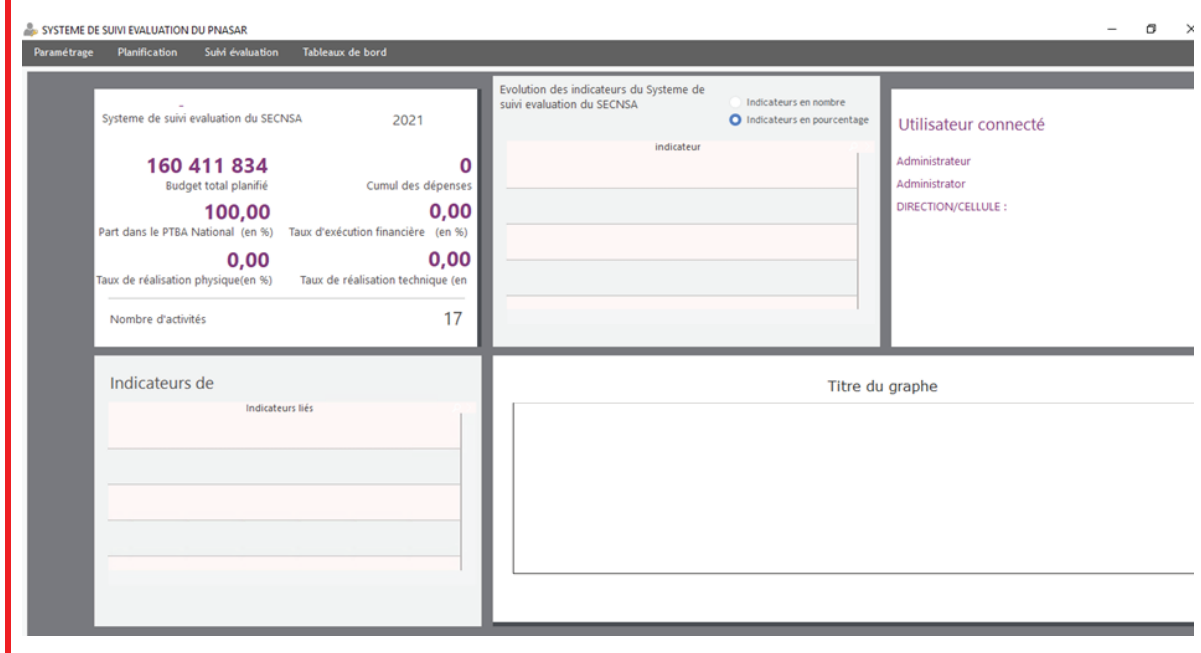 SYSTEME DE SUIVI EVALUATION DU PNASAR
Paramétrage Planification Suivi évaluation Tableaux de bord
Systeme de suivi evaluation du SECNSA 2021
160 411 834 0
Budget total planifié Cumul des dépenses
100,00 0,00
Part dans le PTBA National (en %) Taux d'exécution financière (en %)
0,00 0,00
Taux de réalisation physique(en %) Taux de réalisation technique (en
Nombre d'activités 17
Evolution des indicateurs du Systeme de
suivi evaluation du SECNSA
Indicateurs en nombre
Indicateurs en pourcentage
indicateur
Utilisateur connecté
Administrateur
Administrator
DIRECTION/CELLULE :
Indicateurs de
Indicateurs liés
Titre du graphe